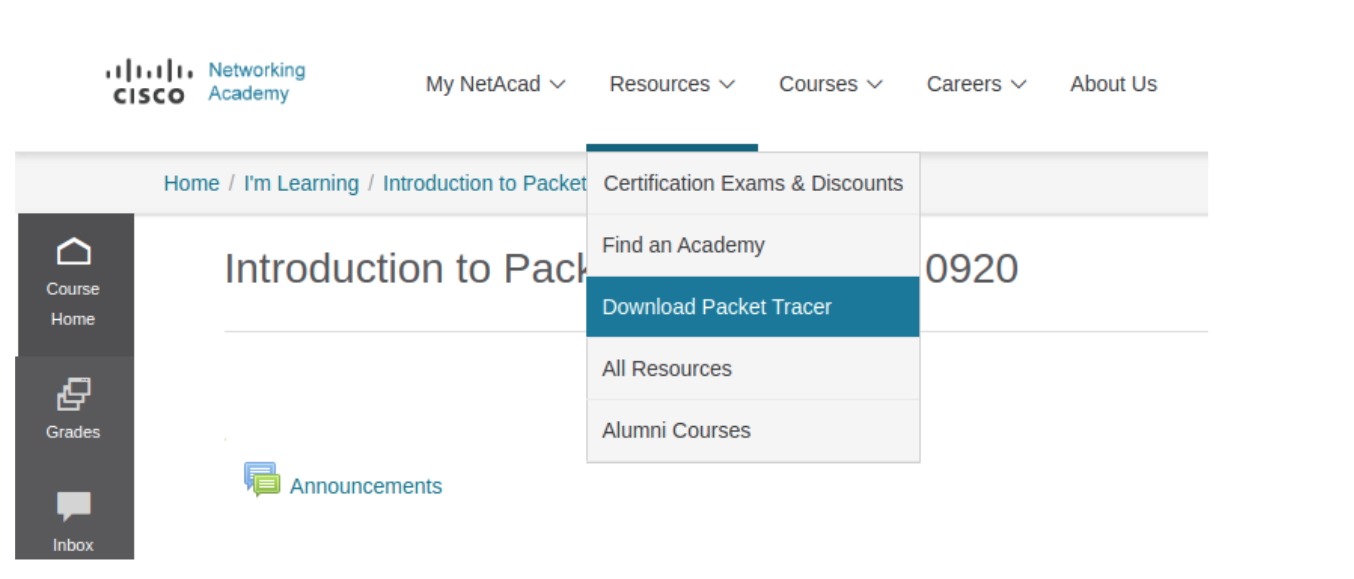 Networking
Academy
CISCO
My NetAcad
Resources
Courses
Careers
About Us
Home / I'm Learning / Introduction to Packet
Certification Exams & Discounts
Find an Academy
Download Packet Tracer
All Resources
Alumni Courses
Course
Home
Grades
Inbox
Introduction to Pack
0920
Announcements